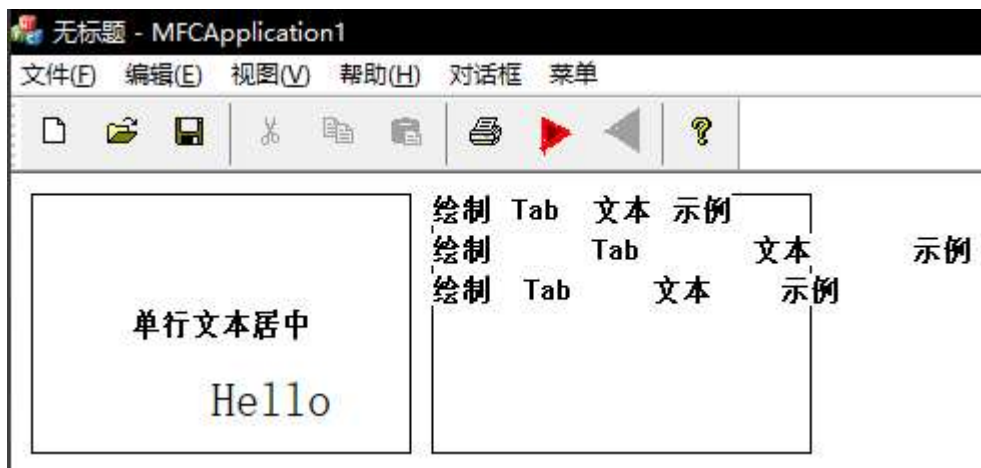 无标题 - MFCApplication1
文件(F) 编辑(E) 视图(V) 帮助(H) 对话框 菜单
单行文本居中
Hello
绘制 Tab 文本 示例
绘制 Tab 文本 示例
绘制 Tab 文本 示例